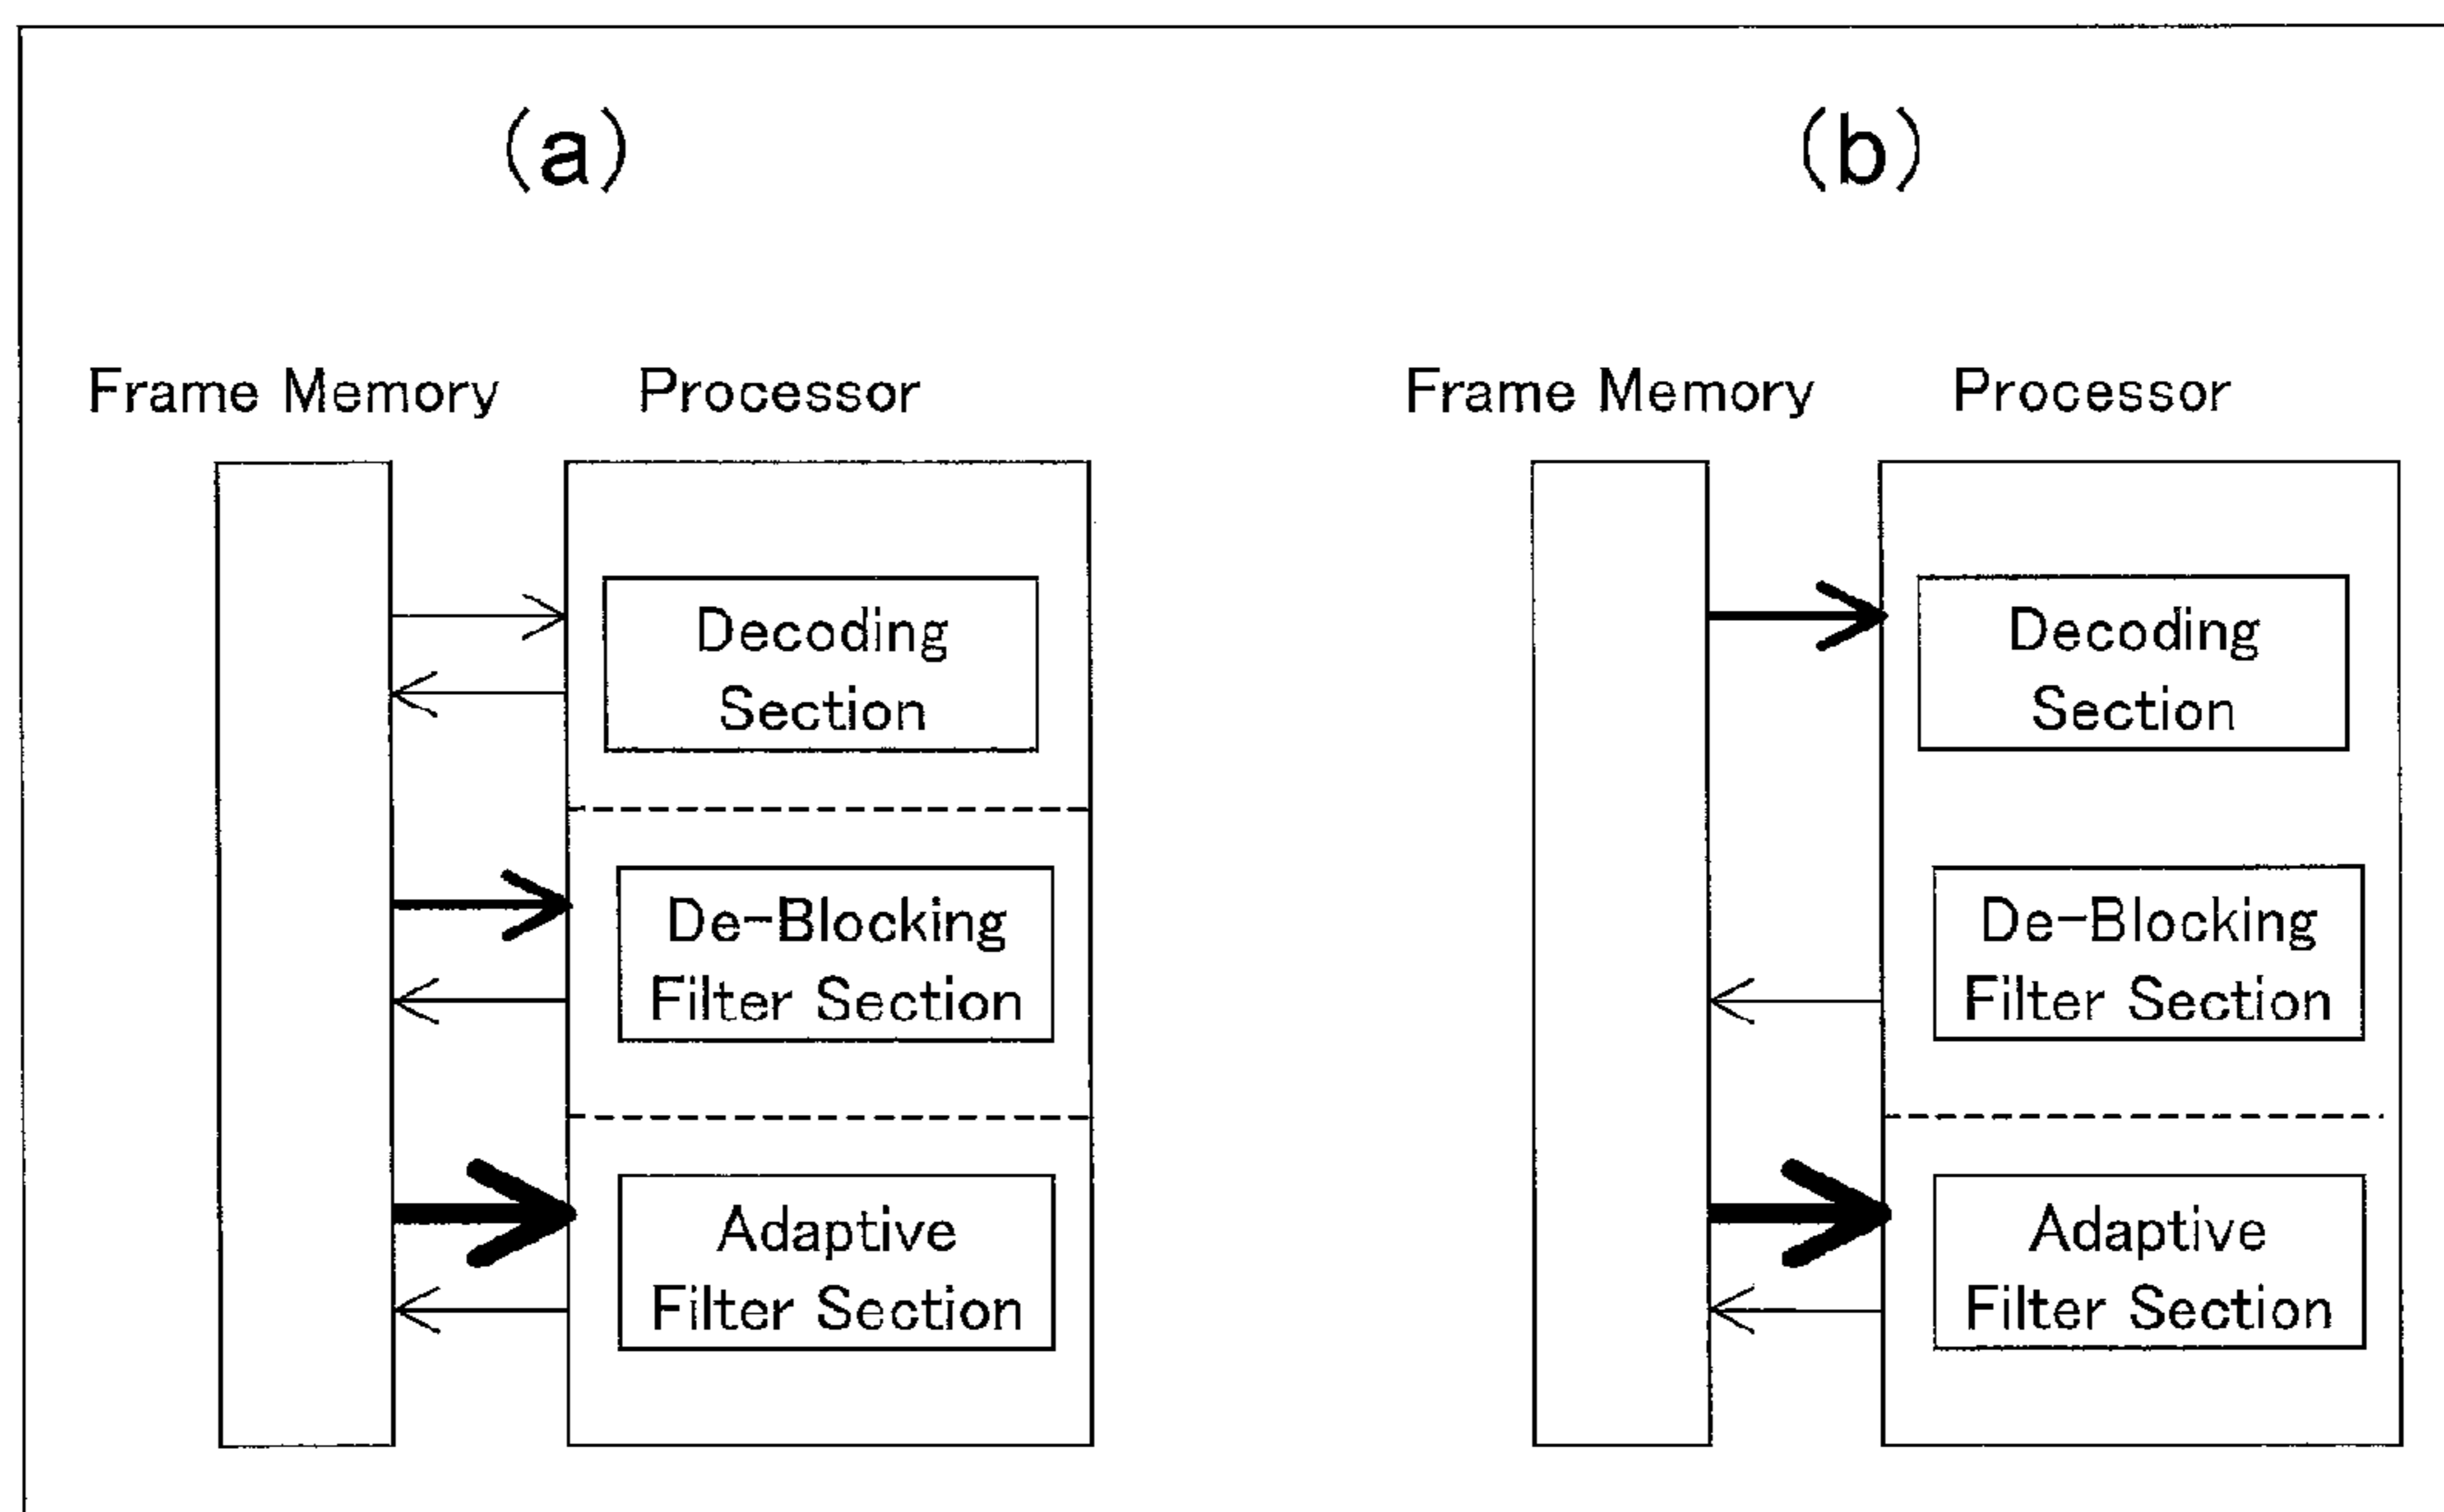 (a)
Frame Memory
Processor
Decoding
Section
De-Blocking
Filter Section
Adaptive
Filter Section
(b)
Frame Memory
Processor
Decoding
Section
De-Blocking
Filter Section
Adaptive
Filter Section